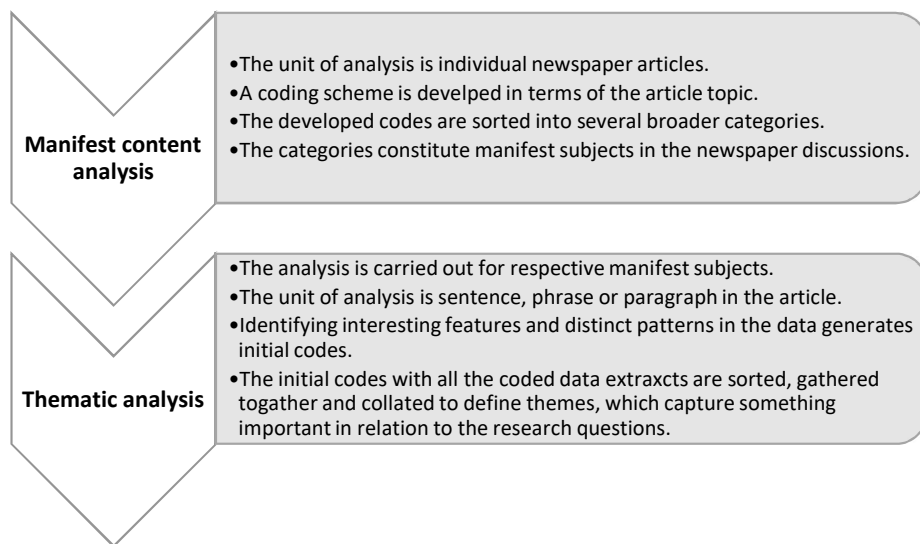 Manifest content
analysis
•The unit of analysis is individual newspaper articles.
•A coding scheme is develped in terms of the article topic.
•The developed codes are sorted into several broader categories.
•The categories constitute manifest subjects in the newspaper discussions.
Thematic analysis
•The analysis is carried out for respective manifest subjects.
•The unit of analysis is sentence, phrase or paragraph in the article.
•Identifying interesting features and distinct patterns in the data generates
initial codes.
•The initial codes with all the coded data extraxcts are sorted, gathered
togather and collated to define themes, which capture something
important in relation to the research questions.